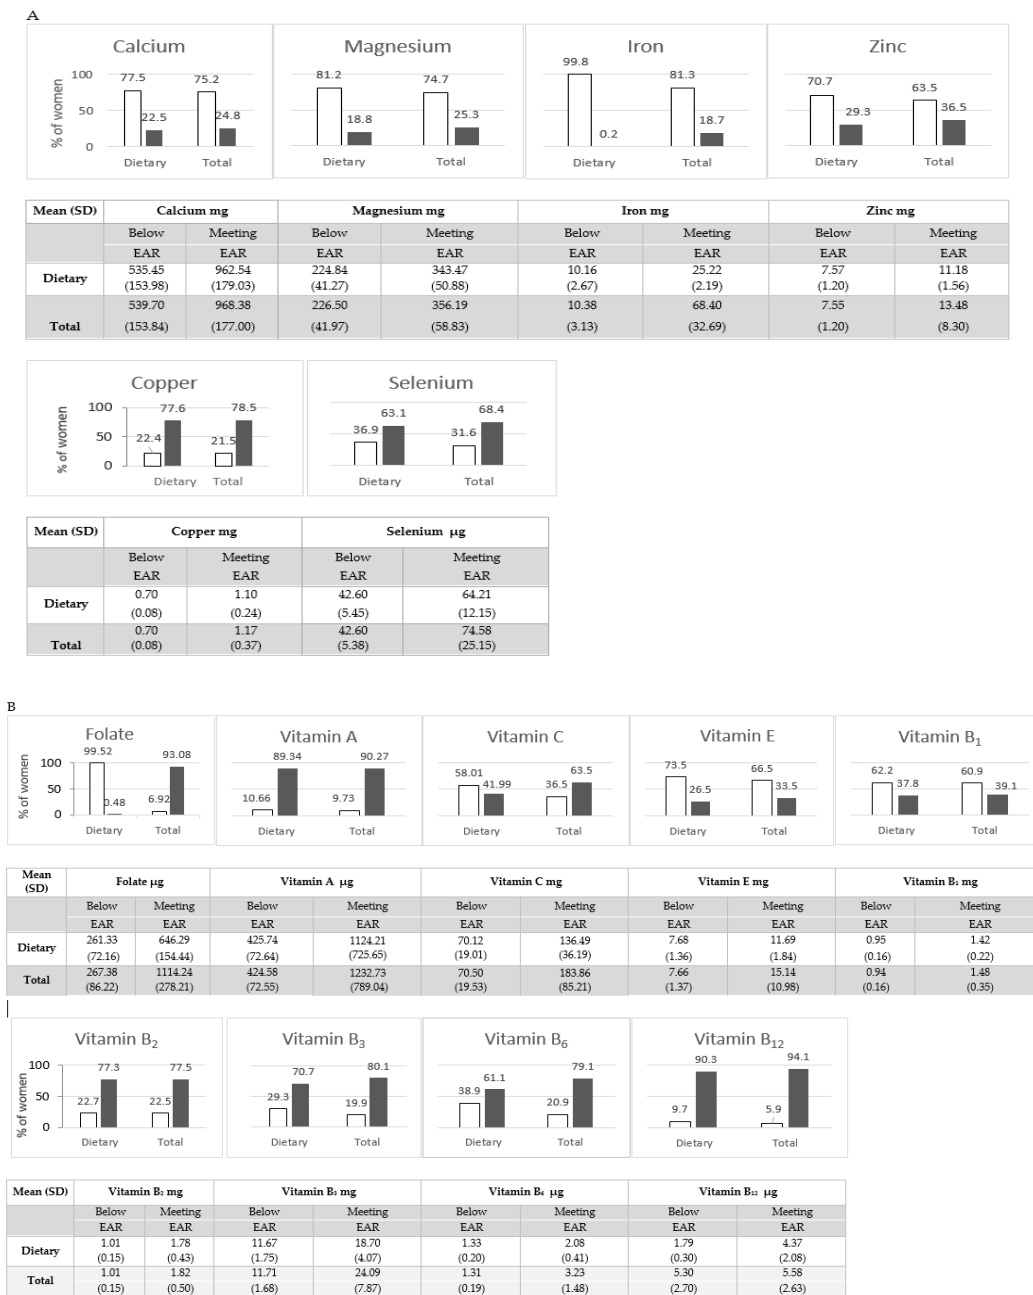 A
Calcium Magnesium Iron Zinc
% of women
100
50
0
77.5 22.5 75.2 24.8
Dietary Total
81.2 18.8 74.7 25.3
Dietary Total
99.8 0.2 81.3 18.7
Dietary Total
70.7 29.3 63.5 36.5
Dietary Total
Mean (SD) Calcium mg Magnesium mg Iron mg Zinc mg
Below Meeting Below Meeting Below Meeting Below Meeting
EAR EAR EAR EAR EAR EAR EAR EAR
Dietary
535.45 962.54 224.84 343.47 10.16 25.22 7.57 11.18
(153.98) (179.03) (41.27) (50.88) (2.67) (2.19) (1.20) (1.56)
539.70 968.38 226.50 356.19 10.38 68.40 7.55 13.48
Total (153.84) (177.00) (41.97) (58.83) (3.13) (32.69) (1.20) (8.30)
Copper Selenium
% of women
100
50
0
22.4 77.6 21.5 78.5
Dietary Total
36.9 63.1 31.6 68.4
Dietary Total
Mean (SD) Copper mg Selenium μg
Below Meeting Below Meeting
EAR EAR EAR EAR
Dietary
0.70 1.10 42.60 64.21
(0.08) (0.24) (5.45) (12.15)
0.70 1.17 42.60 74.58
Total (0.08) (0.37) (5.38) (25.15)
B
Folate Vitamin A Vitamin C Vitamin E Vitamin B₁
% of women
100
50
0
99.52 0.48 6.92 93.08
Dietary Total
10.66 89.34 9.73 90.27
Dietary Total
58.01 41.99 36.5 63.5
Dietary Total
73.5 26.5 66.5 33.5
Dietary Total
62.2 37.8 60.9 39.1
Dietary Total
Mean (SD) Folate μg Vitamin A μg Vitamin C mg Vitamin E mg Vitamin B₁ mg
Below Meeting Below Meeting Below Meeting Below Meeting Below Meeting
EAR EAR EAR EAR EAR EAR EAR EAR EAR EAR
Dietary
261.33 646.29 425.74 1124.21 70.12 136.49 7.68 11.69 0.95 1.42
(72.16) (154.44) (72.64) (725.65) (19.01) (36.19) (1.36) (1.84) (0.16) (0.22)
Total
267.38 1114.24 424.58 1232.73 70.50 183.86 7.66 15.14 0.94 1.48
(86.22) (278.21) (72.55) (789.04) (19.53) (85.21) (1.37) (10.98) (0.16) (0.35)
Vitamin B₂ Vitamin B₃ Vitamin B₆ Vitamin B₁₂
% of women
100
50
0
22.7 77.3 22.5 77.5
Dietary Total
29.3 70.7 19.9 80.1
Dietary Total
38.9 61.1 20.9 79.1
Dietary Total
9.7 90.3 5.9 94.1
Dietary Total
Mean (SD) Vitamin B₂ mg Vitamin B₃ mg Vitamin B₆ μg Vitamin B₁₂ μg
Below Meeting Below Meeting Below Meeting Below Meeting
EAR EAR EAR EAR EAR EAR EAR EAR
Dietary
1.01 1.78 11.67 18.70 1.33 2.08 1.79 4.37
(0.15) (0.43) (1.75) (4.07) (0.20) (0.41) (0.30) (2.08)
Total
1.01 1.82 11.71 24.09 1.31 3.23 5.30 5.58
(0.15) (0.50) (1.68) (7.87) (0.19) (1.48) (2.70) (2.63)